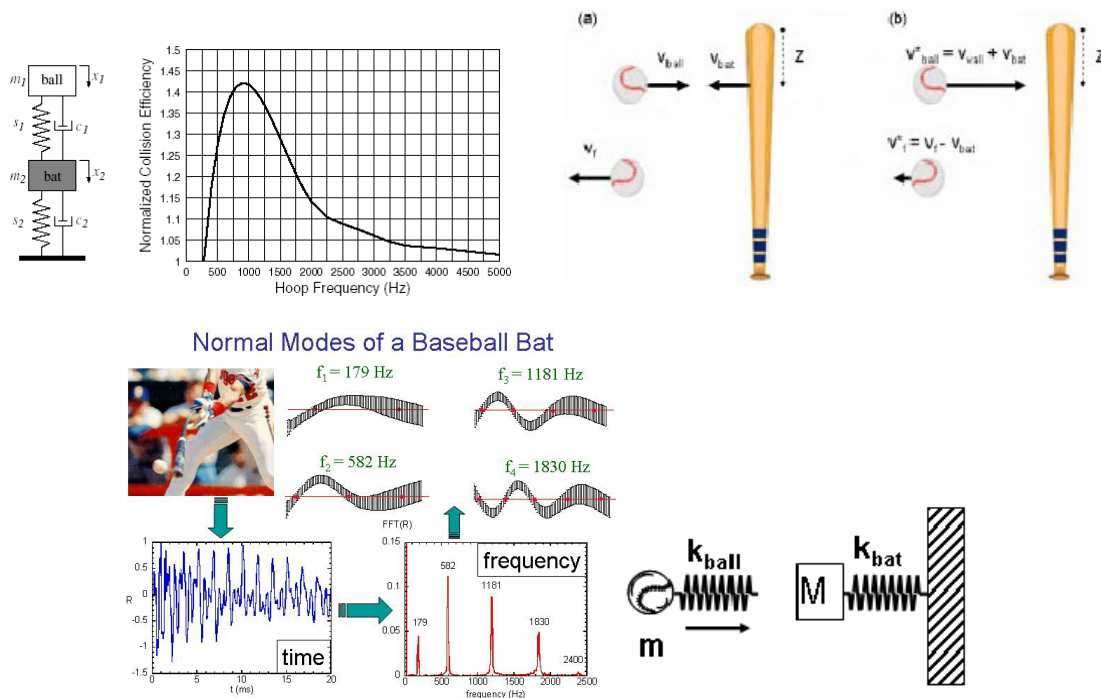 m1 ball x1
s1 c1
m2 bat x2
s2 c2
Normalized Collision Efficiency
1.5
1.45
1.4
1.35
1.3
1.25
1.2
1.15
1.1
1.05
1
0 500 1000 1500 2000 2500 3000 3500 4000 4500 5000
Hoop Frequency (Hz)
(a)
vball vbat
z
vf
(b)
v*ball = vwall + vbat
z
v*f = vf - vbat
Normal Modes of a Baseball Bat
f1 = 179 Hz
f3 = 1181 Hz
f2 = 582 Hz
f4 = 1830 Hz
1
0.5
0
R
-0.5
-1
-1.5
0 5 10 15 20
t (ms)
time
FFT(R)
0.15
0.1
0.05
0
frequency
582
1181
179
1830
2400
0 500 1000 1500 2000 2500
frequency (Hz)
kball
kbat
M
m